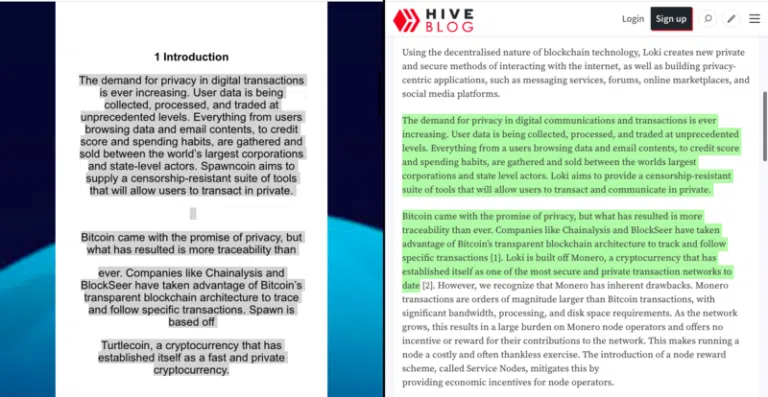 1 Introduction
The demand for privacy in digital transactions
is ever increasing. User data is being
collected, processed, and traded at
unprecedented levels. Everything from users
browsing data and email contents, to credit
score and spending habits, are gathered and
sold between the world's largest corporations
and state-level actors. Spawncoin aims to
supply a censorship-resistant suite of tools
that will allow users to transact in private.
Bitcoin came with the promise of privacy, but
what has resulted is more traceability than
ever. Companies like Chainalysis and
BlockSeer have taken advantage of Bitcoin's
transparent blockchain architecture to trace
and follow specific transactions. Spawn is
based off
Turtlecoin, a cryptocurrency that has
established itself as a fast and private
cryptocurrency.
HIVE
BLOG
Login
Sign up
Using the decentralised nature of blockchain technology, Loki creates new private
and secure methods of interacting with the internet, as well as building privacy-
centric applications, such as messaging services, forums, online marketplaces, and
social media platforms.
The demand for privacy in digital communications and transactions is ever
increasing. User data is being collected, processed, and traded at unprecedented
levels. Everything from a users browsing data and email contents, to credit score
and spending habits, are gathered and sold between the worlds largest
corporations and state level actors. Loki aims to provide a censorship-resistant
suite of tools that will allow users to transact and communicate in private.
Bitcoin came with the promise of privacy, but what has resulted is more
traceability than ever. Companies like Chainalysis and BlockSeer have taken
advantage of Bitcoin's transparent blockchain architecture to track and follow
specific transactions [1]. Loki is built off Monero, a cryptocurrency that has
established itself as one of the most secure and private transaction networks to
date [2]. However, we recognize that Monero has inherent drawbacks. Monero
transactions are orders of magnitude larger than Bitcoin transactions, with
significant bandwidth, processing, and disk space requirements. As the network
grows, this results in a large burden on Monero node operators and offers no
incentive or reward for their contributions to the network. This makes running a
node a costly and often thankless exercise. The introduction of a node reward
scheme, called Service Nodes, mitigates this by
providing economic incentives for node operators.